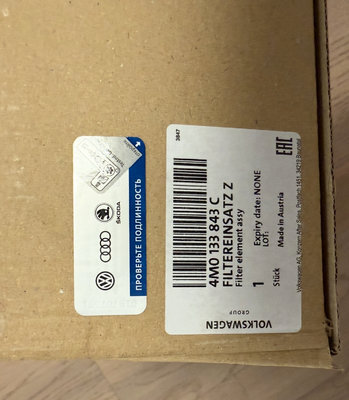 3847
4M0 133 843 C
FILTEREINSATZ Z
Filter element assy
1
Stück
Expiry date: NONE
LOT:
Made in Austria
EAC
VOLKSWAGEN
GROUP
ŠKODA
ПРОВЕРЬТЕ ПОДЛИННОСТЬ